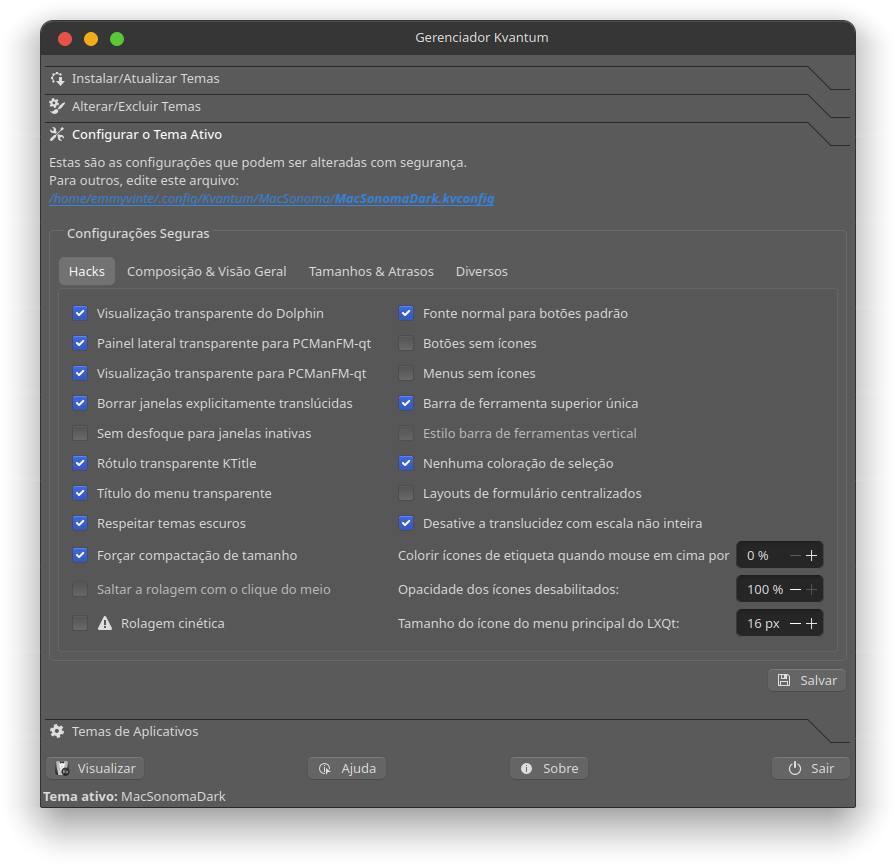 Gerenciador Kvantum
Instalar/Atualizar Temas
Alterar/Excluir Temas
Configurar o Tema Ativo
Estas são as configurações que podem ser alteradas com segurança.
Para outros, edite este arquivo:
/home/emmyvinte/.config/Kvantum/MacSonoma/MacSonomaDark.kvconfig
Configurações Seguras
Hacks
Composição & Visão Geral
Tamanhos & Atrasos
Diversos
Visualização transparente do Dolphin
Painel lateral transparente para PCManFM-qt
Visualização transparente para PCManFM-qt
Borrar janelas explicitamente translúcidas
Sem desfoque para janelas inativas
Rótulo transparente KTitle
Título do menu transparente
Respeitar temas escuros
Forçar compactação de tamanho
Saltar a rolagem com o clique do meio
Rolagem cinética
Fonte normal para botões padrão
Botões sem ícones
Menus sem ícones
Barra de ferramenta superior única
Estilo barra de ferramentas vertical
Nenhuma coloração de seleção
Layouts de formulário centralizados
Desative a translucidez com escala não inteira
Colorir ícones de etiqueta quando mouse em cima por 0 %
Opacidade dos ícones desabilitados: 100 %
Tamanho do ícone do menu principal do LXQt: 16 px
Salvar
Temas de Aplicativos
Visualizar
Ajuda
Sobre
Sair
Tema ativo: MacSonomaDark